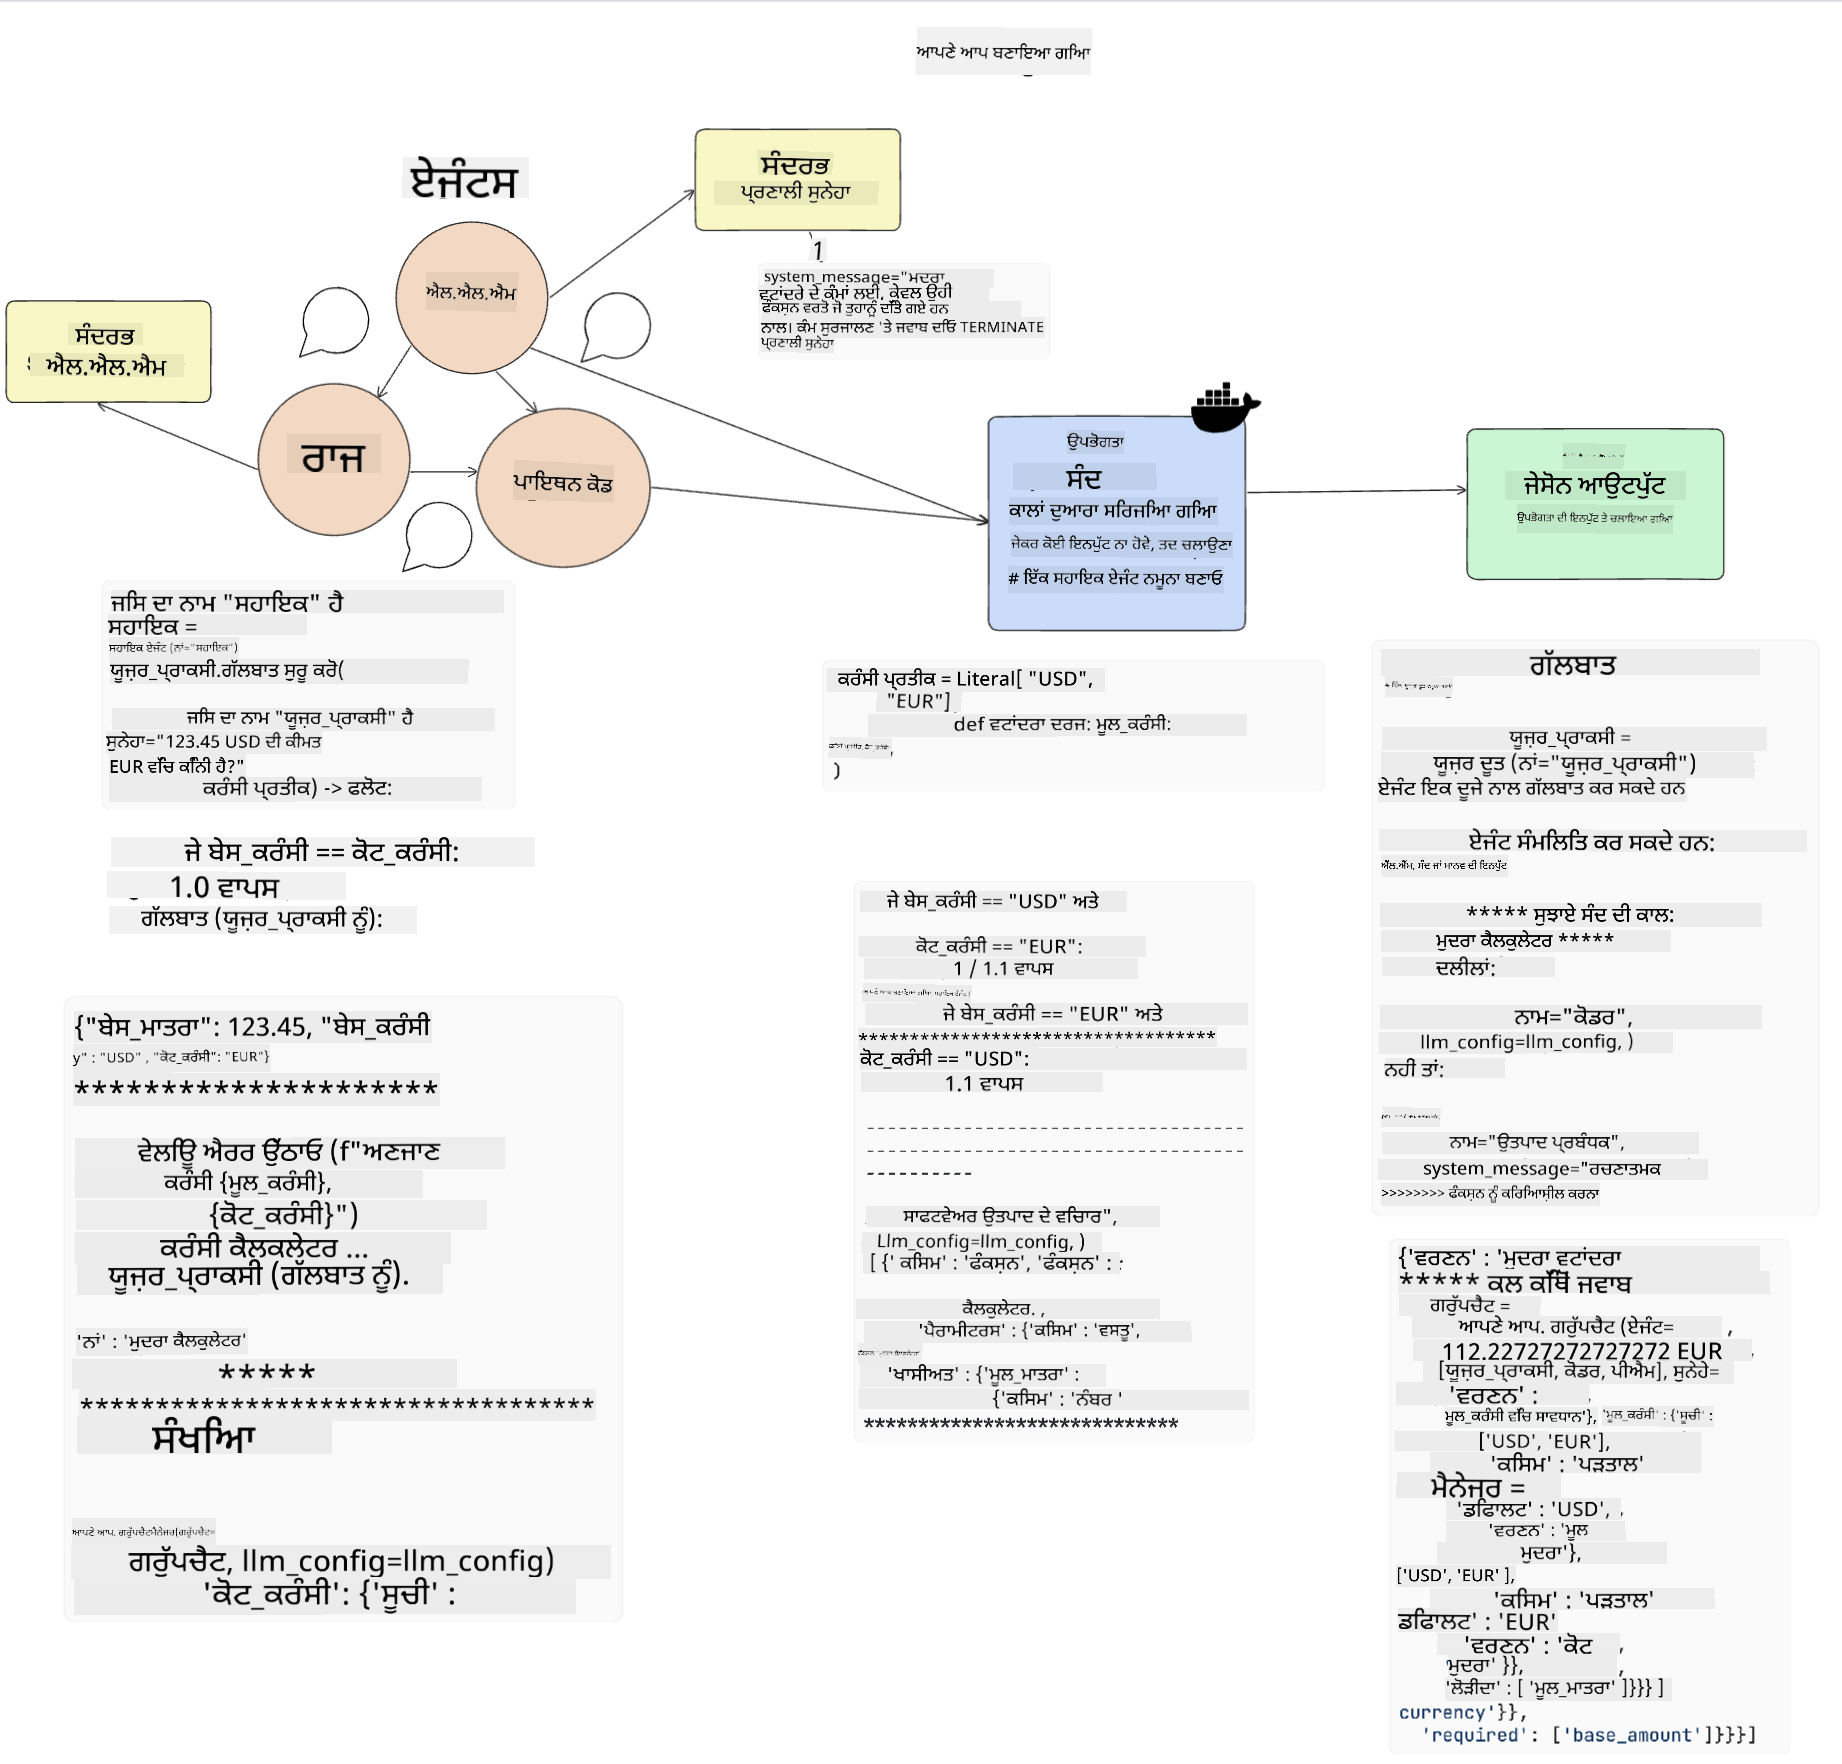 ਆਪਣੇ ਆਪ ਬਣਾਇਆ ਗਿਆ
ਏਜੰਟਸ
ਸੰਦਰਭ
ਪ੍ਰਣਾਲੀ ਸੁਨੇਹਾ
1
system_message="ਮਦਰਾ
ਵਟਾਂਦਰੇ ਦੇ ਕੰਮਾਂ ਲਈ, ਕੇਵਲ ਉਹੀ
ਫੰਕਸ਼ਨ ਵਰਤੋ ਜੋ ਤੁਹਾਨੂੰ ਦਿੱਤੇ ਗਏ ਹਨ
ਨਾਲ। ਕੰਮ ਸੁਰਜਾਲਣ 'ਤੇ ਜਵਾਬ ਦਿਓ TERMINATE
ਪ੍ਰਣਾਲੀ ਸੁਨੇਹਾ
ਐਲ.ਐਲ.ਐਮ
ਸੰਦਰਭ
ਐਲ.ਐਲ.ਐਮ
ਰਾਜ
ਪਾਇਥਨ ਕੋਡ
ਉਪਭੋਗਤਾ
ਸੰਦ
ਕਾਲਾਂ ਦੁਆਰਾ ਸਰਿਜਿਆ ਗਿਆ
ਜੇਕਰ ਕੋਈ ਇਨਪੁੱਟ ਨਾ ਹੋਵੇ, ਤਦ ਚਲਾਉਣਾ
# ਇੱਕ ਸਹਾਇਕ ਏਜੰਟ ਨਮੂਨਾ ਬਣਾਓ
ਜੇਸੋਨ ਆਉਟਪੁੱਟ
ਉਪਭੋਗਤਾ ਦੀ ਇਨਪੁੱਟ ਤੇ ਚਲਾਇਆ ਗਿਆ
ਜਿਸ ਦਾ ਨਾਮ "ਸਹਾਇਕ" ਹੈ
ਸਹਾਇਕ =
ਸਹਾਇਕ ਏਜੰਟ (ਨਾਂ="ਸਹਾਇਕ")
ਯੂਜ਼ਰ_ਪ੍ਰਾਕਸੀ.ਗੱਲਬਾਤ ਸ਼ੁਰੂ ਕਰੋ(
ਜਿਸ ਦਾ ਨਾਮ "ਯੂਜ਼ਰ_ਪ੍ਰਾਕਸੀ" ਹੈ
ਸੁਨੇਹਾ="123.45 USD ਦੀ ਕੀਮਤ
EUR ਵਿੱਚ ਕਿੰਨੀ ਹੈ?"
ਕਰੰਸੀ ਪ੍ਰਤੀਕ) -> ਫਲੋਟ:
ਜੇ ਬੇਸ_ਕਰੰਸੀ == ਕੋਟ_ਕਰੰਸੀ:
1.0 ਵਾਪਸ
ਗੱਲਬਾਤ (ਯੂਜ਼ਰ_ਪ੍ਰਾਕਸੀ ਨੂੰ):
{"ਬੇਸ_ਮਾਤਰਾ": 123.45, "ਬੇਸ_ਕਰੰਸੀ
y" : "USD" , "ਕੋਟ_ਕਰੰਸੀ": "EUR"}
*********************
ਵੇਲਊਿ ਐਰਰ ਉੱਠਾਓ (f"ਅਣਜਾਣ
ਕਰੰਸੀ {ਮੂਲ_ਕਰੰਸੀ},
{ਕੋਟ_ਕਰੰਸੀ}")
ਕਰੰਸੀ ਕੈਲਕਲੇਟਰ ...
ਯੂਜ਼ਰ_ਪ੍ਰਾਕਸੀ (ਗੱਲਬਾਤ ਨੂੰ).
'ਨਾਂ' : 'ਮੁਦਰਾ ਕੈਲਕੁਲੇਟਰ'
*****
**********************************
ਸੰਖਿਆ
ਆਪਣੇ ਆਪ. ਗਰੁੱਪਚੈਟਮੈਨੇਜਰ(ਗਰੁੱਪਚੈਟ=
ਗਰੁੱਪਚੈਟ, llm_config=llm_config)
'ਕੋਟ_ਕਰੰਸੀ': {'ਸੂਚੀ' :
ਕਰੰਸੀ ਪ੍ਰਤੀਕ = Literal[ "USD",
"EUR"]
def ਵਟਾਂਦਰਾ ਦਰਜ: ਮੂਲ_ਕਰੰਸੀ:
)
ਜੇ ਬੇਸ_ਕਰੰਸੀ == "USD" ਅਤੇ
ਕੋਟ_ਕਰੰਸੀ == "EUR":
1 / 1.1 ਵਾਪਸ
ਜੇ ਬੇਸ_ਕਰੰਸੀ == "EUR" ਅਤੇ
***********************************
ਕੋਟ_ਕਰੰਸੀ == "USD":
1.1 ਵਾਪਸ
ਸਾਫਟਵੇਅਰ ਉਤਪਾਦ ਦੇ ਵਿਚਾਰ",
Llm_config=llm_config, )
[ {' ਕਸਿਮ' : 'ਫੰਕਸ਼ਨ', 'ਫੰਕਸ਼ਨ' :
ਕੈਲਕੁਲੇਟਰ. ,
'ਪੈਰਾਮੀਟਰਸ' : {'ਕਸਿਮ' : 'ਵਸਤੂ',
'ਖਾਸੀਅਤ' : {'ਮੂਲ_ਮਾਤਰਾ' :
{'ਕਸਿਮ' : 'ਨੰਬਰ '
*****************************
ਗੱਲਬਾਤ
ਯੂਜ਼ਰ_ਪ੍ਰਾਕਸੀ =
ਯੂਜ਼ਰ ਦੂਤ (ਨਾਂ="ਯੂਜ਼ਰ_ਪ੍ਰਾਕਸੀ")
ਏਜੰਟ ਇਕ ਦੂਜੇ ਨਾਲ ਗੱਲਬਾਤ ਕਰ ਸਕਦੇ ਹਨ
ਏਜੰਟ ਸੰਮਲਿਤਿ ਕਰ ਸਕਦੇ ਹਨ:
ਐੱਲ.ਐੱਮ, ਸੰਦ ਜਾਂ ਮਾਨਵ ਦੀ ਇਨਪੁੱਟ
***** ਸੁਝਾਏ ਸੰਦ ਦੀ ਕਾਲ:
ਮੁਦਰਾ ਕੈਲਕੁਲੇਟਰ *****
ਦਲੀਲਾਂ:
ਨਾਮ="ਕੋਡਰ",
llm_config=llm_config, )
ਨਹੀ ਤਾਂ:
ਨਾਮ="ਉਤਪਾਦ ਪ੍ਰਬੰਧਕ",
system_message="ਰਚਣਾਤਮਕ
>>>>>>>> ਫੰਕਸ਼ਨ ਨੂੰ ਕਰਿਿਆਸ਼ੀਲ ਕਰਨਾ
{'ਵਰਣਨ' : 'ਮੁਦਰਾ ਵਟਾਂਦਰਾ
***** ਕਲ ਕਥਿੋੰ ਜਵਾਬ
ਗਰੁੱਪਚੈਟ =
ਆਪਣੇ ਆਪ. ਗਰੁੱਪਚੈਟ (ਏਜੰਟ= ,
112.22727272727272 EUR
[ਯੂਜ਼ਰ_ਪ੍ਰਾਕਸੀ, ਕੋਡਰ, ਪੀਐਮ], ਸੁਨੇਹੇ=
'ਵਰਣਨ' :
ਮੂਲ_ਕਰੰਸੀ ਵਿੱਚ ਸਾਵਧਾਨ'}, 'ਮੂਲ_ਕਰੰਸੀ' : {'ਸੂਚੀ' :
['USD', 'EUR'],
'ਕਸਿਮ' : 'ਪੜਤਾਲ'
ਮੈਨੇਜਰ =
'ਡਫਿਾਲਟ' : 'USD',
'ਵਰਣਨ' : 'ਮੂਲ
ਮੁਦਰਾ'},
['USD', 'EUR' ],
'ਕਸਿਮ' : 'ਪੜਤਾਲ'
ਡਫਿਾਲਟ' : 'EUR'
'ਵਰਣਨ' : 'ਕੋਟ ,
'ਮੁਦਰਾ' }}, ,
'ਲੋੜੀਦਾ' : [ 'ਮੂਲ_ਮਾਤਰਾ' ]}}} ]
currency'}},
'required': ['base_amount']}}}]